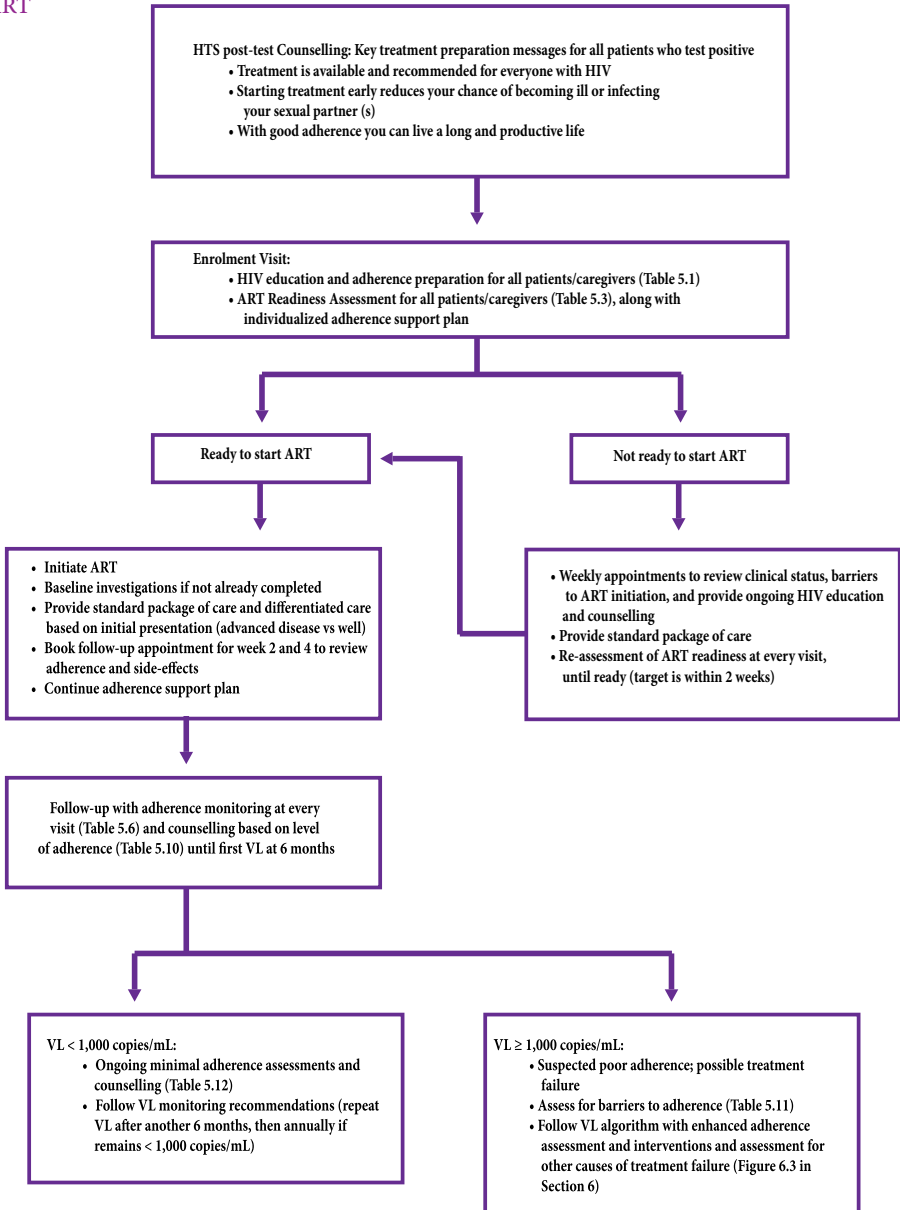 ART
HTS post-test Counselling: Key treatment preparation messages for all patients who test positive
• Treatment is available and recommended for everyone with HIV
• Starting treatment early reduces your chance of becoming ill or infecting
your sexual partner (s)
• With good adherence you can live a long and productive life
Enrolment Visit:
• HIV education and adherence preparation for all patients/caregivers (Table 5.1)
• ART Readiness Assessment for all patients/caregivers (Table 5.3), along with
individualized adherence support plan
Ready to start ART
Not ready to start ART
• Initiate ART
• Baseline investigations if not already completed
• Provide standard package of care and differentiated care
based on initial presentation (advanced disease vs well)
• Book follow-up appointment for week 2 and 4 to review
adherence and side-effects
• Continue adherence support plan
• Weekly appointments to review clinical status, barriers
to ART initiation, and provide ongoing HIV education
and counselling
• Provide standard package of care
• Re-assessment of ART readiness at every visit,
until ready (target is within 2 weeks)
Follow-up with adherence monitoring at every
visit (Table 5.6) and counselling based on level
of adherence (Table 5.10) until first VL at 6 months
VL < 1,000 copies/mL:
• Ongoing minimal adherence assessments and
counselling (Table 5.12)
• Follow VL monitoring recommendations (repeat
VL after another 6 months, then annually if
remains < 1,000 copies/mL)
VL ≥ 1,000 copies/mL:
• Suspected poor adherence; possible treatment
failure
• Assess for barriers to adherence (Table 5.11)
• Follow VL algorithm with enhanced adherence
assessment and interventions and assessment for
other causes of treatment failure (Figure 6.3 in
Section 6)